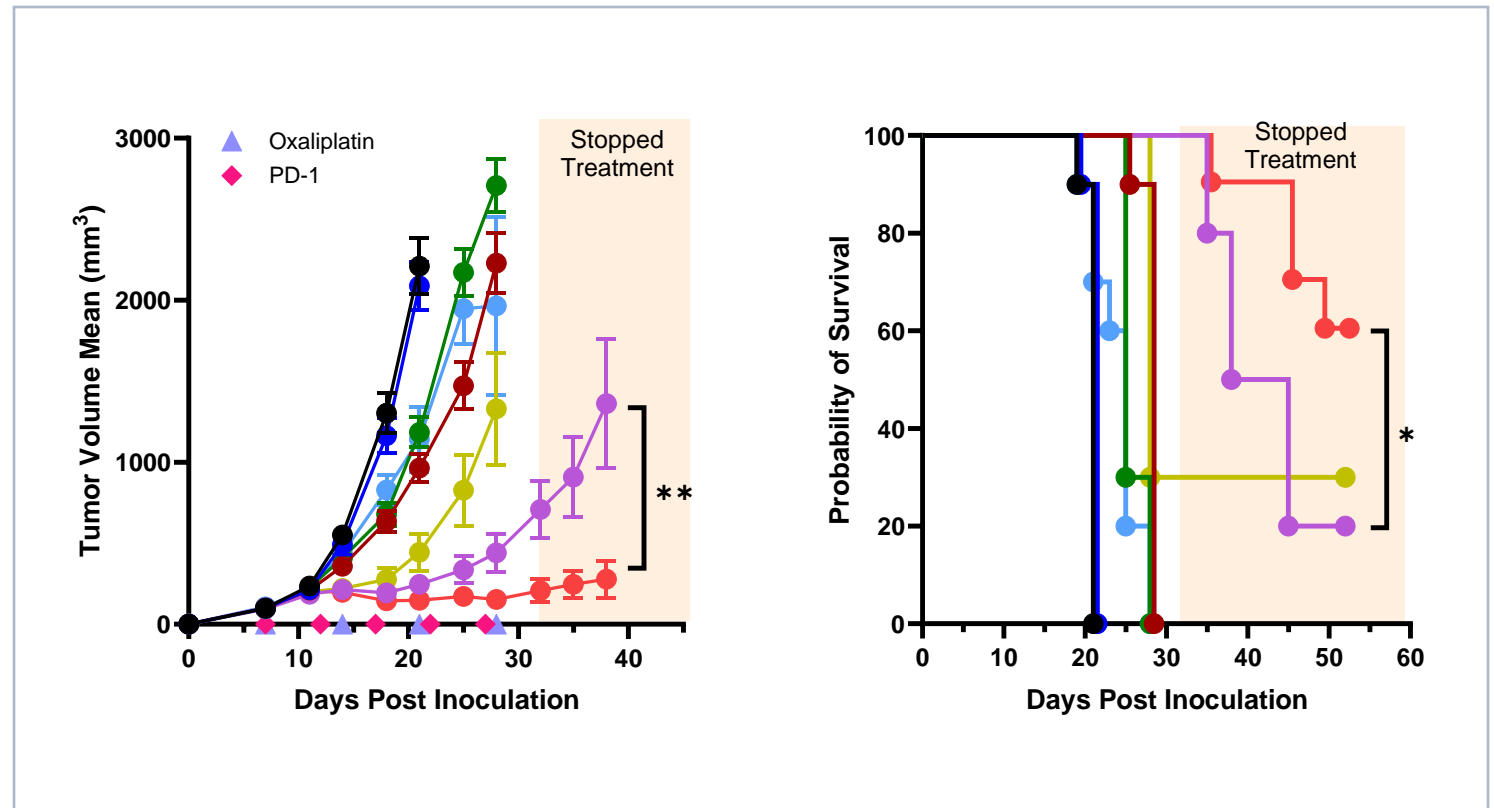 Oxaliplatin
PD-1
Stopped
Treatment
3000
2000
1000
0
Tumor Volume Mean (mm³)
**
0 10 20 30 40
Days Post Inoculation
Stopped
Treatment
100
80
60
40
20
0
Probability of Survival
*
0 10 20 30 40 50 60
Days Post Inoculation